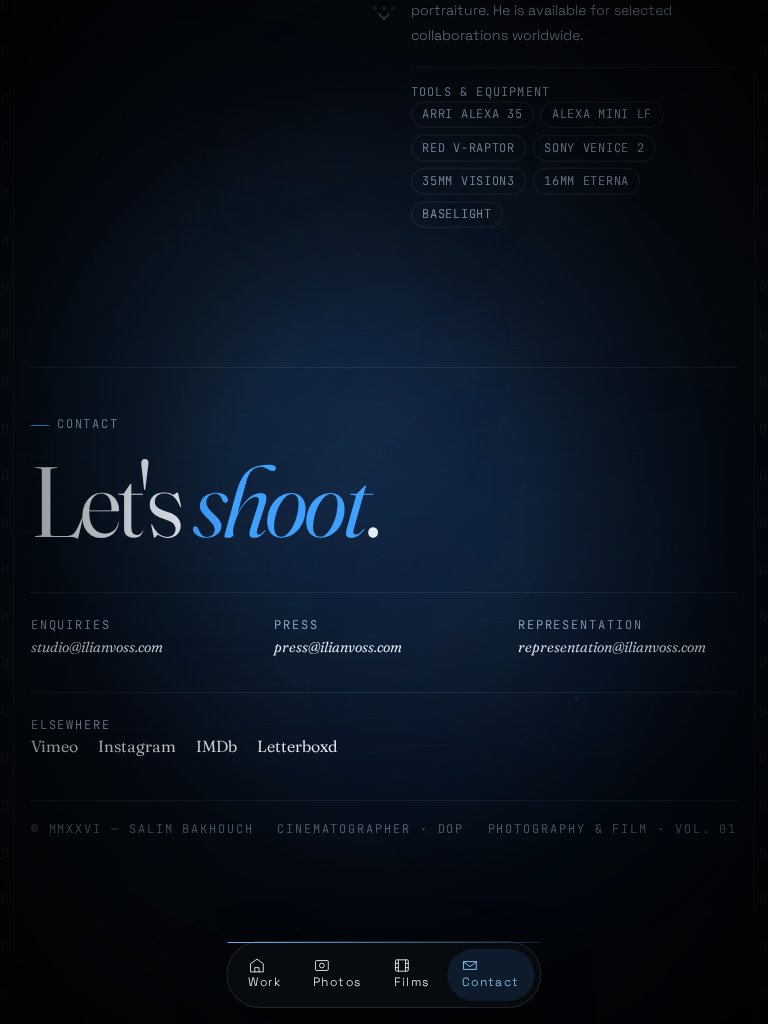 portraiture. He is available for selected
collaborations worldwide.
TOOLS & EQUIPMENT
ARRI ALEXA 35
ALEXA MINI LF
RED V-RAPTOR
SONY VENICE 2
35MM VISION3
16MM ETERNA
BASELIGHT
CONTACT
Let's shoot.
ENQUIRIES
studio@ilianvoss.com
PRESS
press@ilianvoss.com
REPRESENTATION
representation@ilianvoss.com
ELSEWHERE
Vimeo Instagram IMDb Letterboxd
© MMXXVI — SALIM BAKHOUCH CINEMATOGRAPHER · DOP PHOTOGRAPHY & FILM · VOL. 01
Work Photos Films Contact